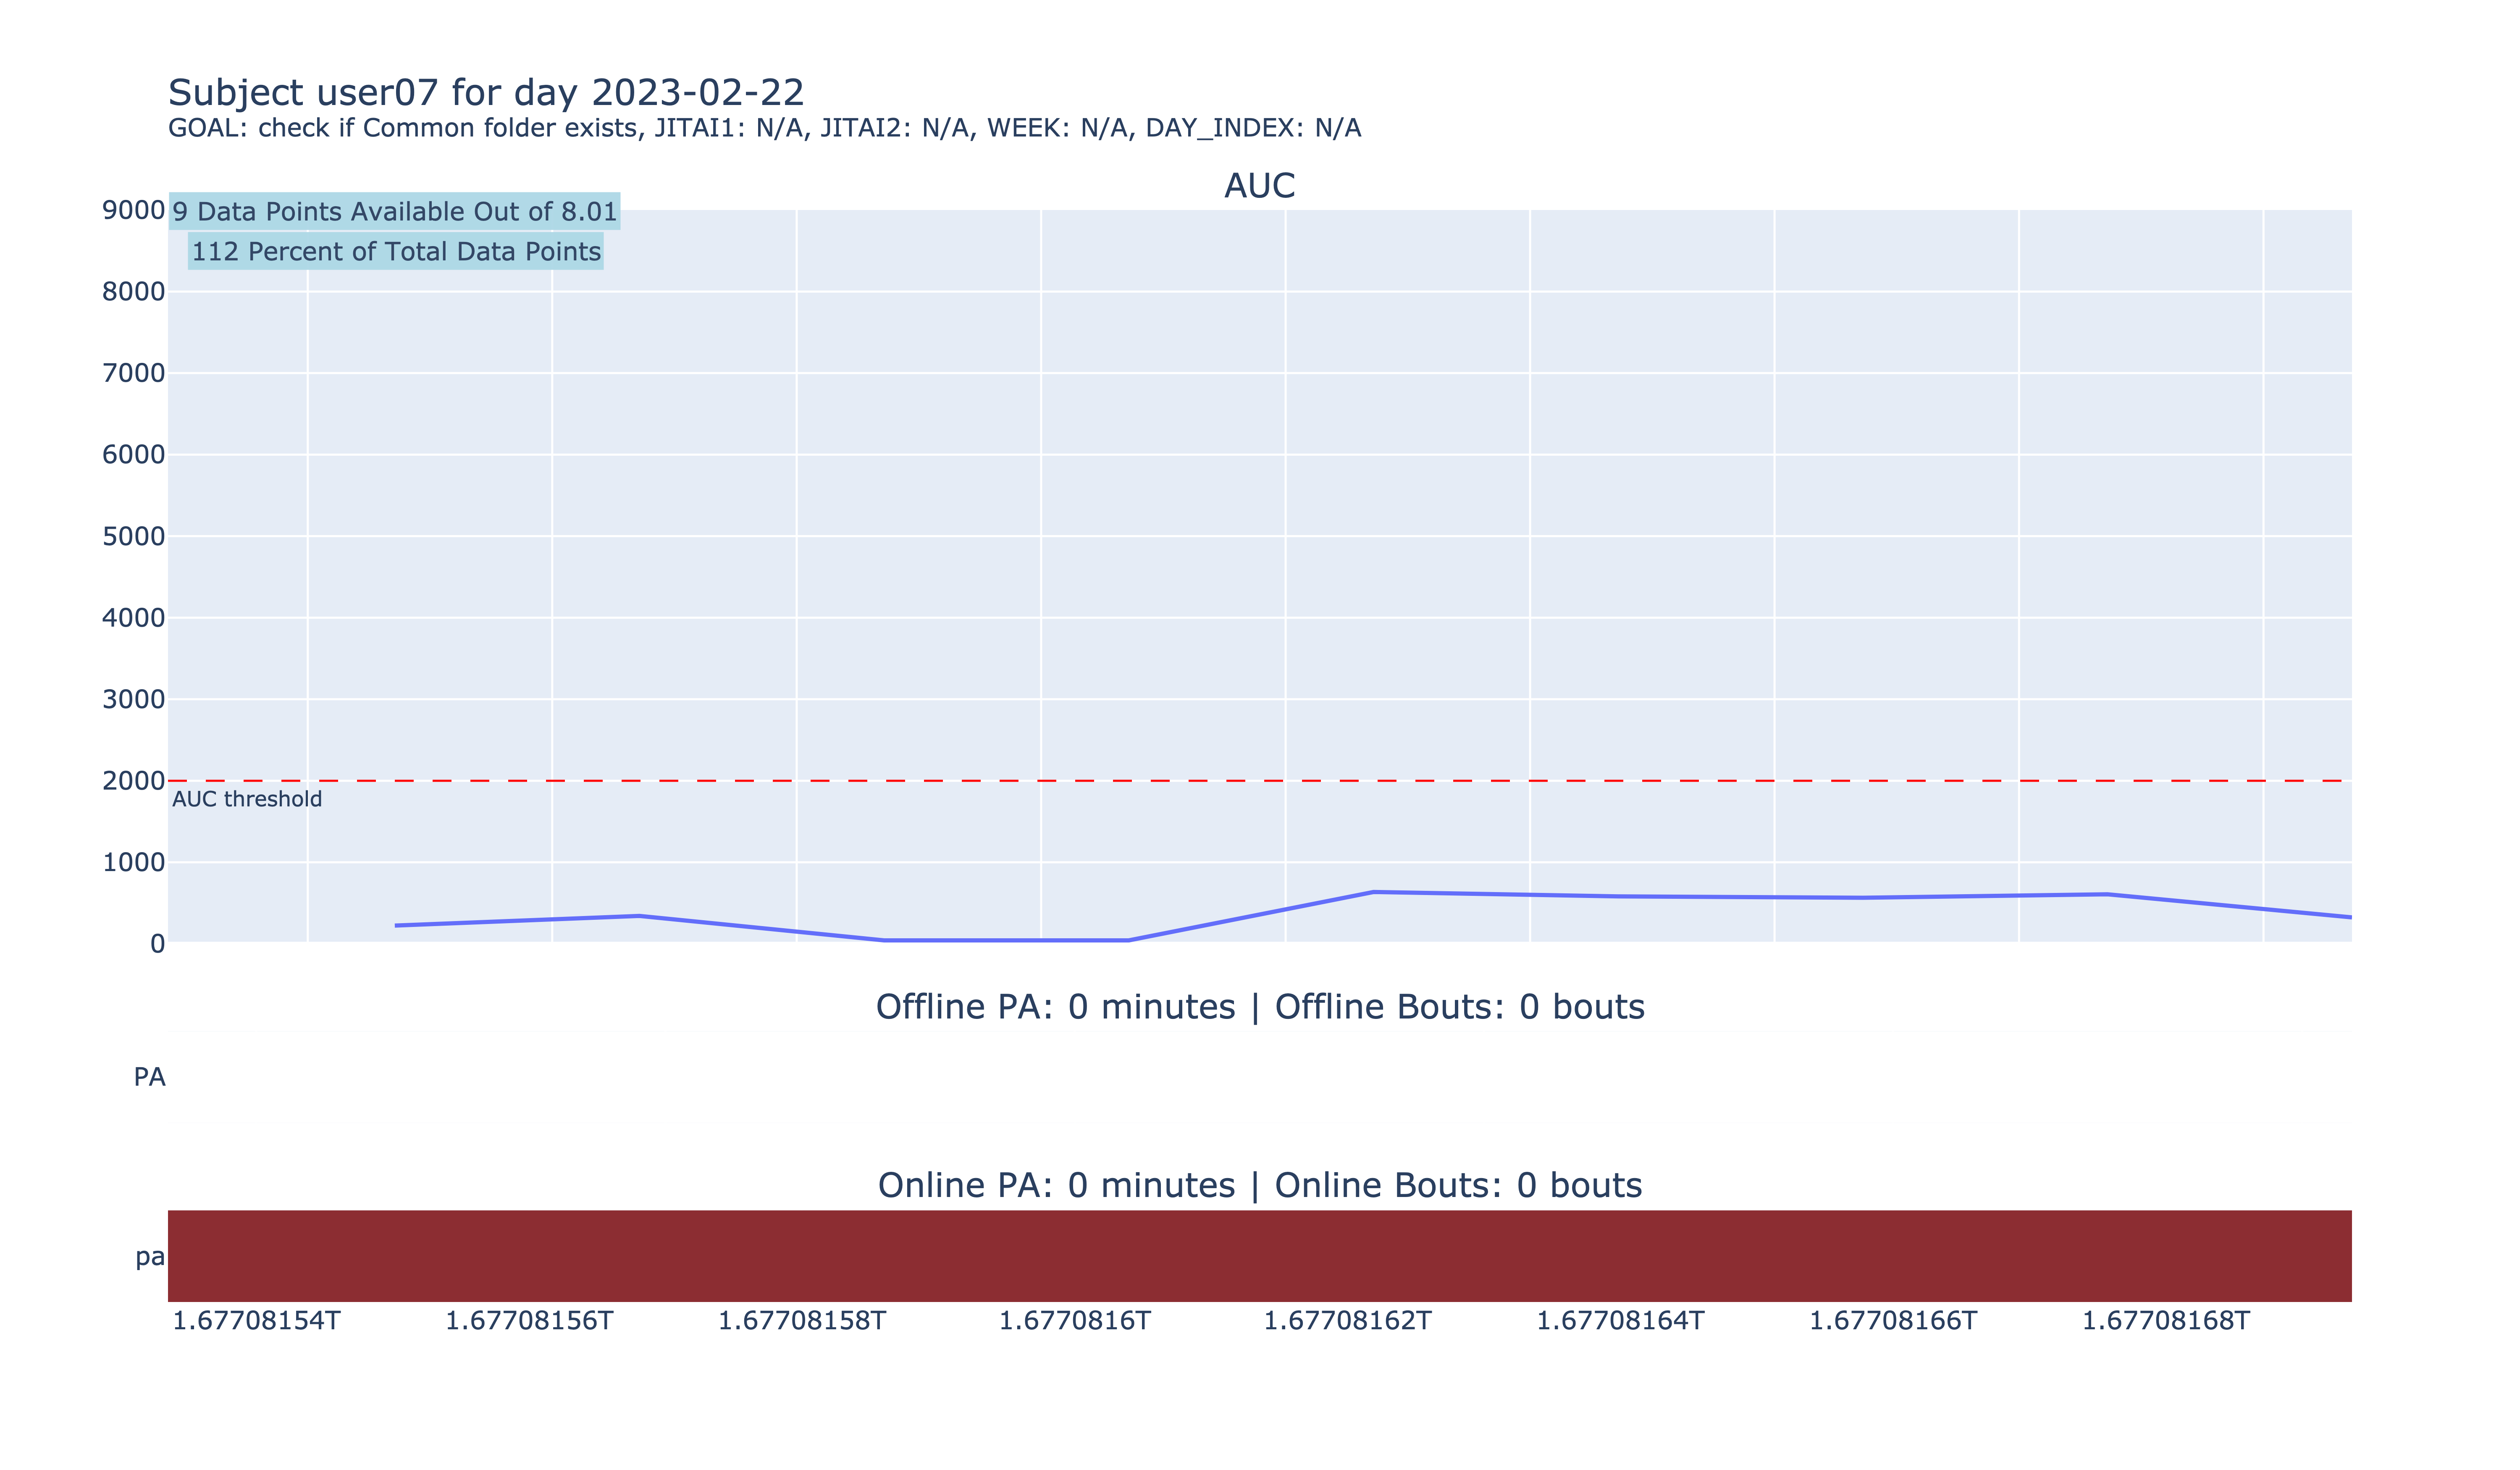 Subject user07 for day 2023-02-22
GOAL: check if Common folder exists, JITAI1: N/A, JITAI2: N/A, WEEK: N/A, DAY_INDEX: N/A
AUC
9000
9 Data Points Available Out of 8.01
112 Percent of Total Data Points
8000
7000
6000
5000
4000
3000
2000
AUC threshold
1000
0
Offline PA: 0 minutes | Offline Bouts: 0 bouts
PA
Online PA: 0 minutes | Online Bouts: 0 bouts
pa
1.67708154T 1.67708156T 1.67708158T 1.6770816T 1.67708162T 1.67708164T 1.67708166T 1.67708168T